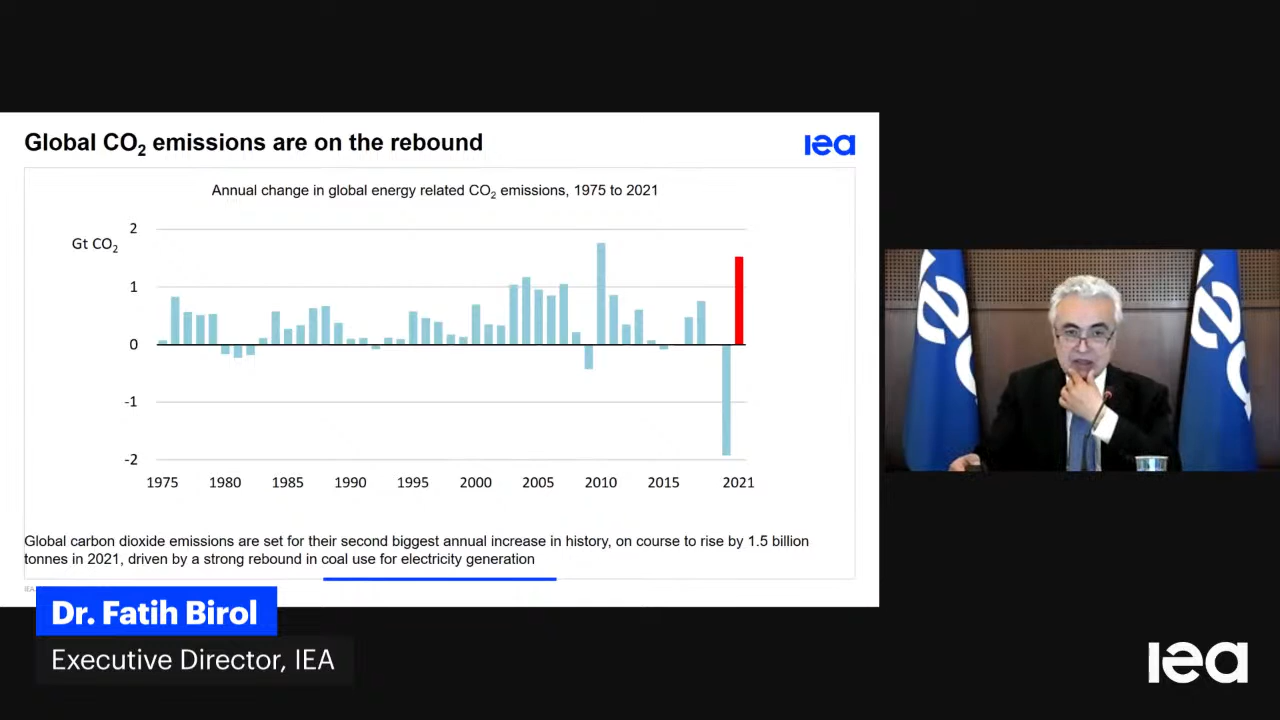 Global CO2 emissions are on the rebound
iea
Annual change in global energy related CO2 emissions, 1975 to 2021
Gt CO2
2
1
0
-1
-2
1975 1980 1985 1990 1995 2000 2005 2010 2015 2021
Global carbon dioxide emissions are set for their second biggest annual increase in history, on course to rise by 1.5 billion
tonnes in 2021, driven by a strong rebound in coal use for electricity generation
Dr. Fatih Birol
Executive Director, IEA
iea